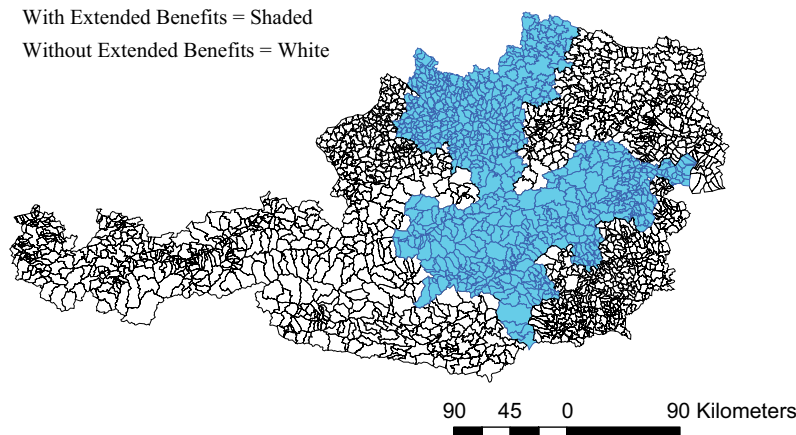 With Extended Benefits = Shaded
Without Extended Benefits = White
90 45 0 90 Kilometers